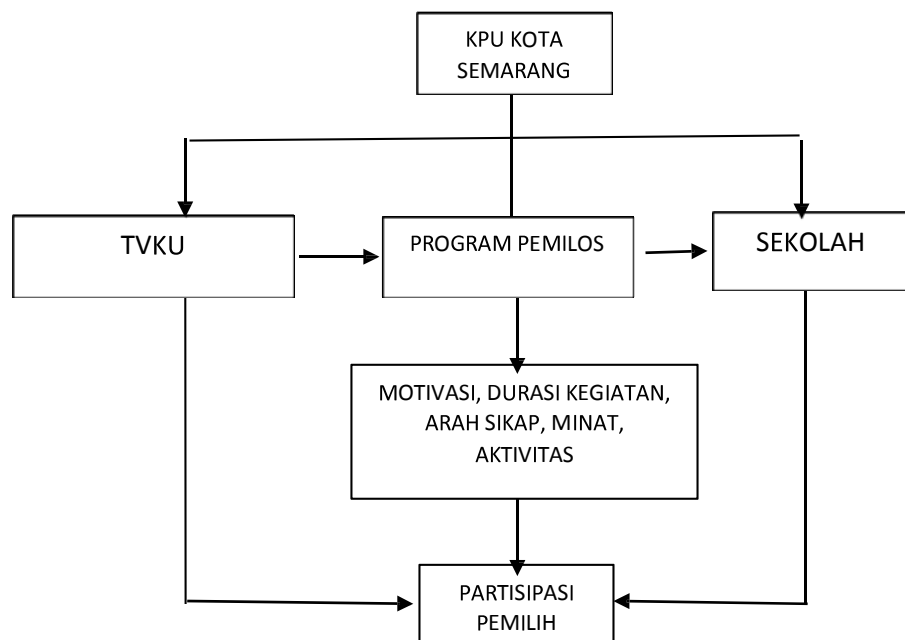 KPU KOTA
SEMARANG
TVKU
PROGRAM PEMILOS
SEKOLAH
MOTIVASI, DURASI KEGIATAN,
ARAH SIKAP, MINAT,
AKTIVITAS
PARTISIPASI
PEMILIH